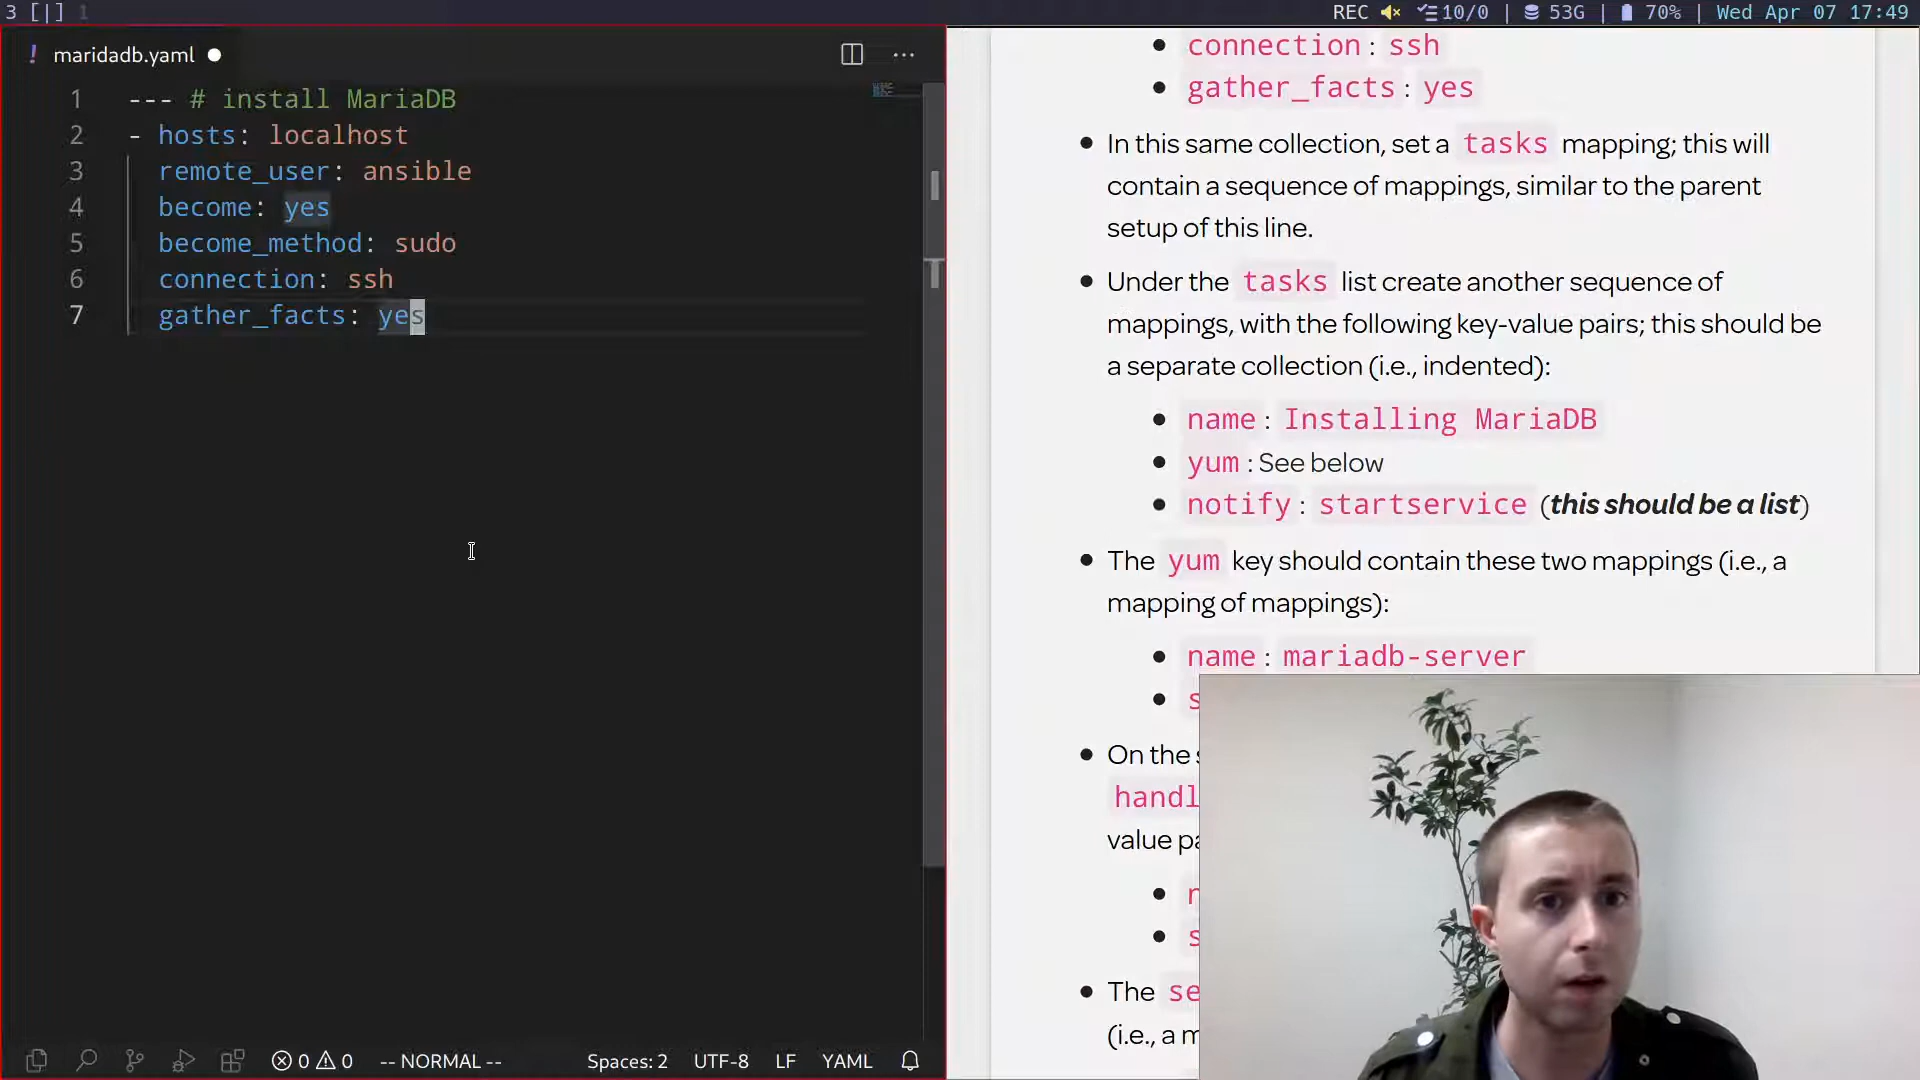 3 [|] 1
REC 10/0 | 53G | 70% | Wed Apr 07 17:49
! maridadb.yaml
1 --- # install MariaDB
2 - hosts: localhost
3 remote_user: ansible
4 become: yes
5 become_method: sudo
6 connection: ssh
7 gather_facts: yes
0 0 -- NORMAL -- Spaces: 2 UTF-8 LF YAML
connection : ssh
gather_facts : yes
In this same collection, set a tasks mapping; this will
contain a sequence of mappings, similar to the parent
setup of this line.
Under the tasks list create another sequence of
mappings, with the following key-value pairs; this should be
a separate collection (i.e., indented):
name : Installing MariaDB
yum : See below
notify : startservice (this should be a list)
The yum key should contain these two mappings (i.e., a
mapping of mappings):
name : mariadb-server
s
On the s
handl
value pa
n
s
The se
(i.e., a m